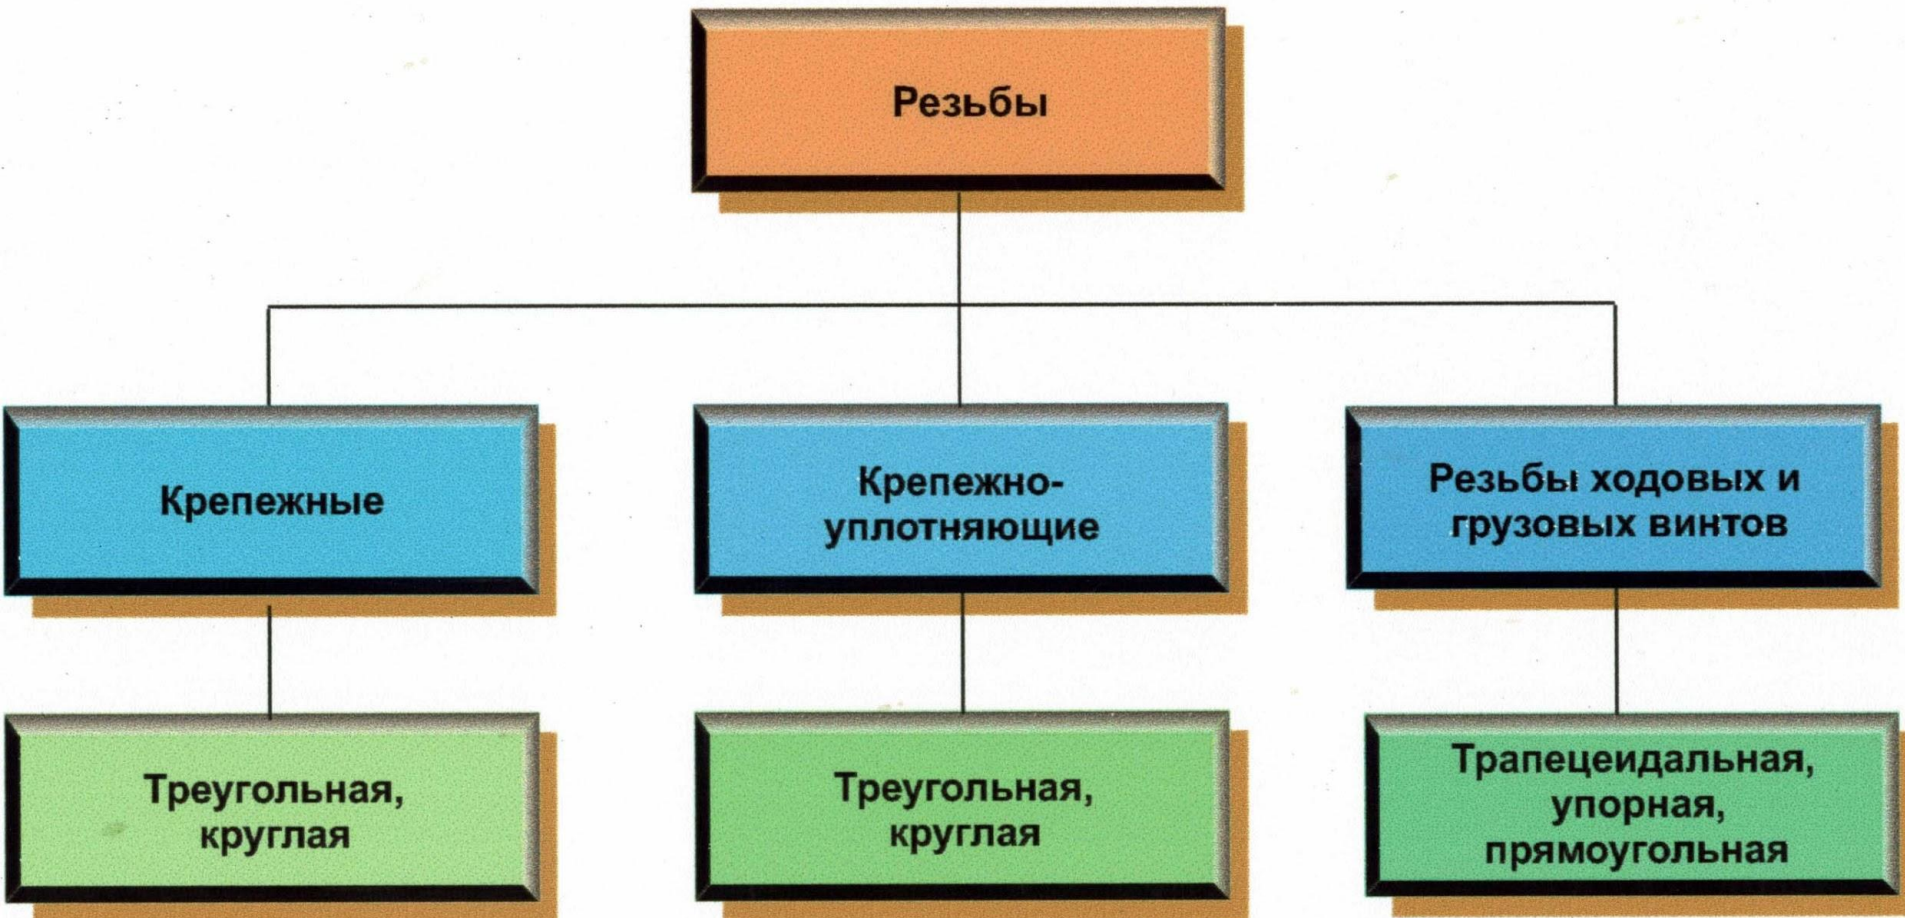 Резьбы
Крепежные
Крепежно-
уплотняющие
Резьбы ходовых и
грузовых винтов
Треугольная,
круглая
Треугольная,
круглая
Трапецеидальная,
упорная,
прямоугольная